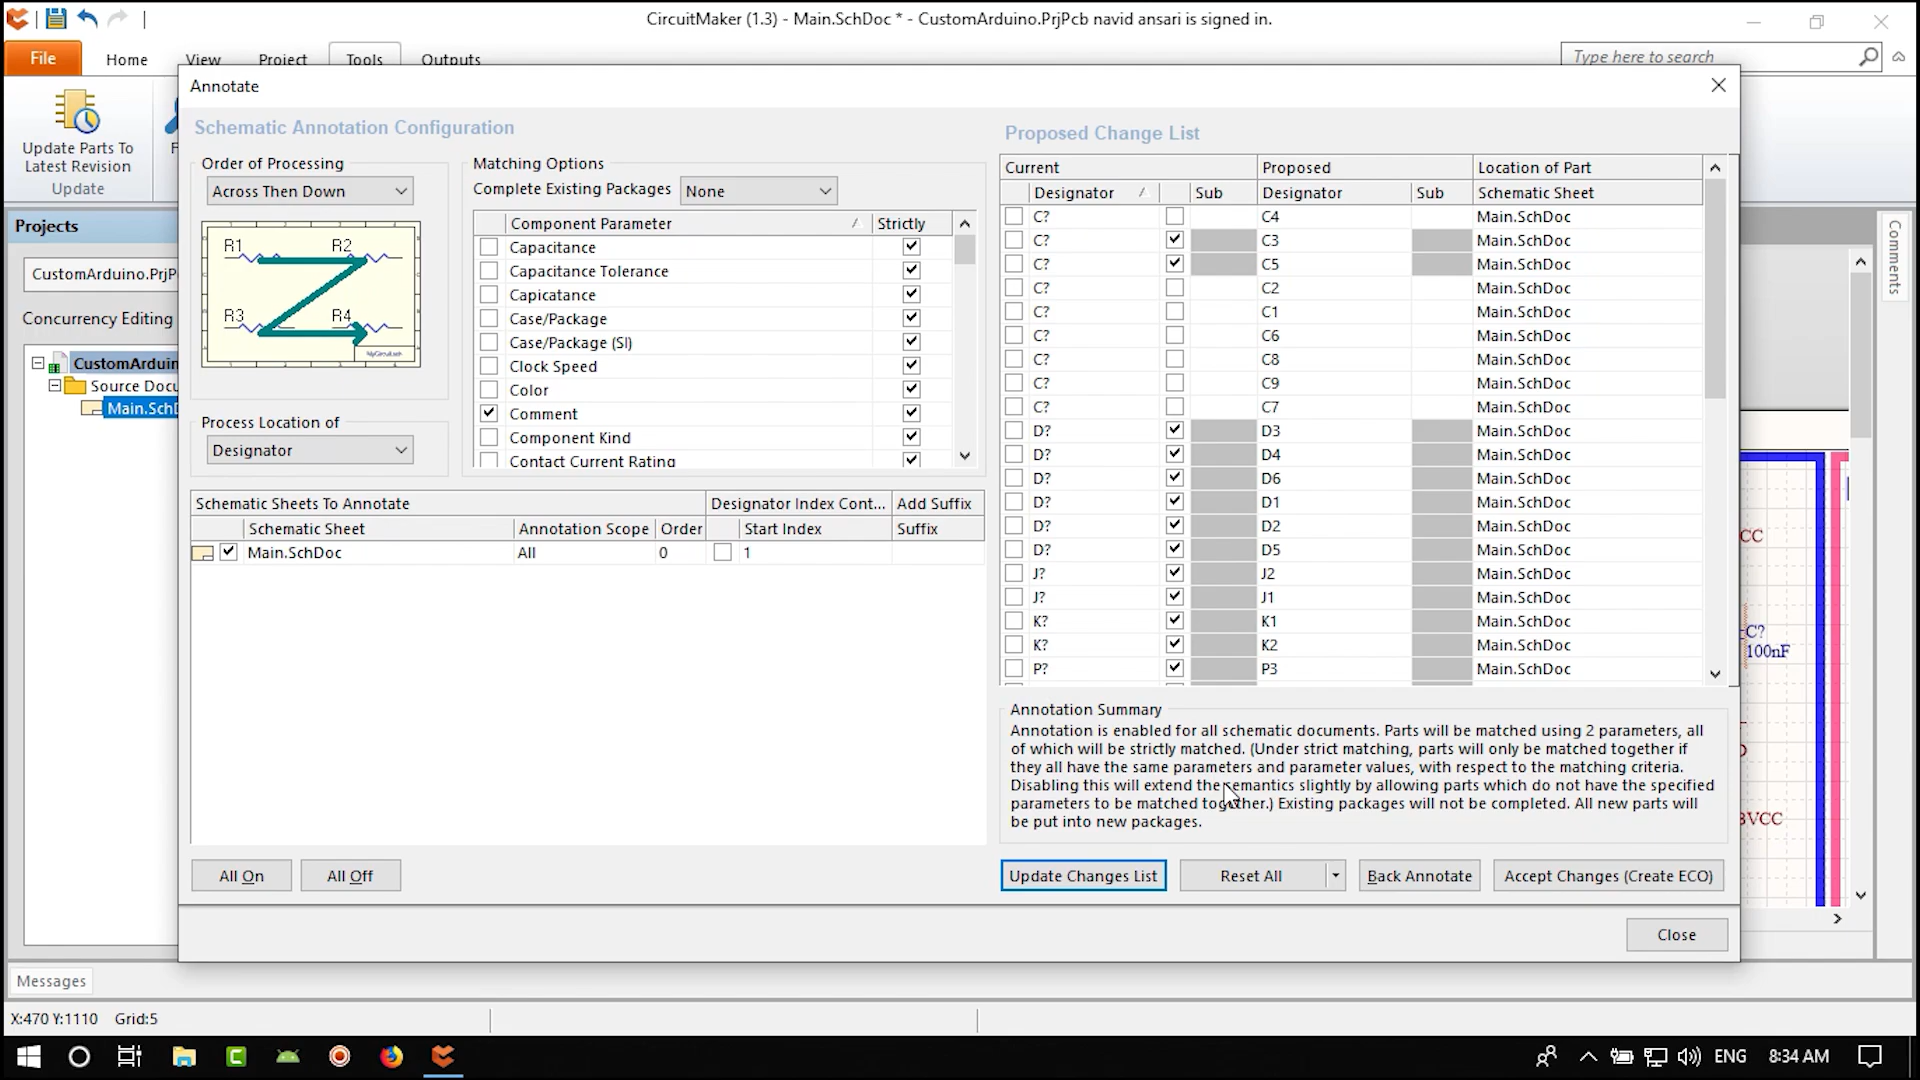 CircuitMaker (1.3) - Main.SchDoc * - CustomArduino.PrjPcb navid ansari is signed in.
File
Home
View
Project
Tools
Outputs
Type here to search
Update Parts To
Latest Revision
Update
Projects
CustomArduino.PrjP
Concurrency Editing
CustomArduin
Source Docu
Main.SchD
Annotate
Schematic Annotation Configuration
Order of Processing
Across Then Down
R1 R2
R3 R4
Process Location of
Designator
Matching Options
Complete Existing Packages None
Component Parameter Strictly
Capacitance
Capacitance Tolerance
Capicatance
Case/Package
Case/Package (SI)
Clock Speed
Color
Comment
Component Kind
Contact Current Rating
Schematic Sheets To Annotate Designator Index Cont... Add Suffix
Schematic Sheet Annotation Scope Order Start Index Suffix
Main.SchDoc All 0 1
All On
All Off
Proposed Change List
Current Proposed Location of Part
Designator Sub Designator Sub Schematic Sheet
C? C4 Main.SchDoc
C? C3 Main.SchDoc
C? C5 Main.SchDoc
C? C2 Main.SchDoc
C? C1 Main.SchDoc
C? C6 Main.SchDoc
C? C8 Main.SchDoc
C? C9 Main.SchDoc
C? C7 Main.SchDoc
D? D3 Main.SchDoc
D? D4 Main.SchDoc
D? D6 Main.SchDoc
D? D1 Main.SchDoc
D? D2 Main.SchDoc
D? D5 Main.SchDoc
J? J2 Main.SchDoc
J? J1 Main.SchDoc
K? K1 Main.SchDoc
K? K2 Main.SchDoc
P? P3 Main.SchDoc
Annotation Summary
Annotation is enabled for all schematic documents. Parts will be matched using 2 parameters, all
of which will be strictly matched. (Under strict matching, parts will only be matched together if
they all have the same parameters and parameter values, with respect to the matching criteria.
Disabling this will extend the semantics slightly by allowing parts which do not have the specified
parameters to be matched together.) Existing packages will not be completed. All new parts will
be put into new packages.
Update Changes List
Reset All
Back Annotate
Accept Changes (Create ECO)
Close
Comments
CC
C?
100nF
VCC
Messages
X:470 Y:1110 Grid:5
ENG
8:34 AM